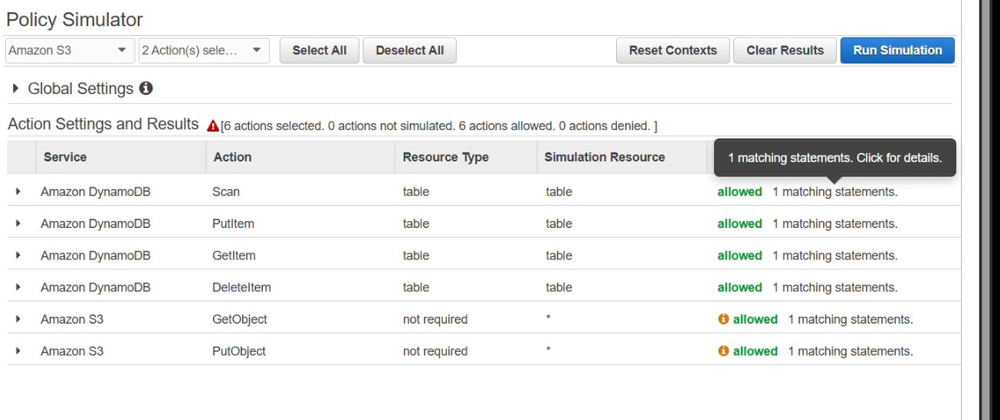 Policy Simulator
Amazon S3 2 Action(s) sele... Select All Deselect All Reset Contexts Clear Results Run Simulation
Global Settings
Action Settings and Results [6 actions selected. 0 actions not simulated. 6 actions allowed. 0 actions denied. ]
Service Action Resource Type Simulation Resource 1 matching statements. Click for details.
Amazon DynamoDB Scan table table allowed 1 matching statements.
Amazon DynamoDB PutItem table table allowed 1 matching statements.
Amazon DynamoDB GetItem table table allowed 1 matching statements.
Amazon DynamoDB DeleteItem table table allowed 1 matching statements.
Amazon S3 GetObject not required * allowed 1 matching statements.
Amazon S3 PutObject not required * allowed 1 matching statements.